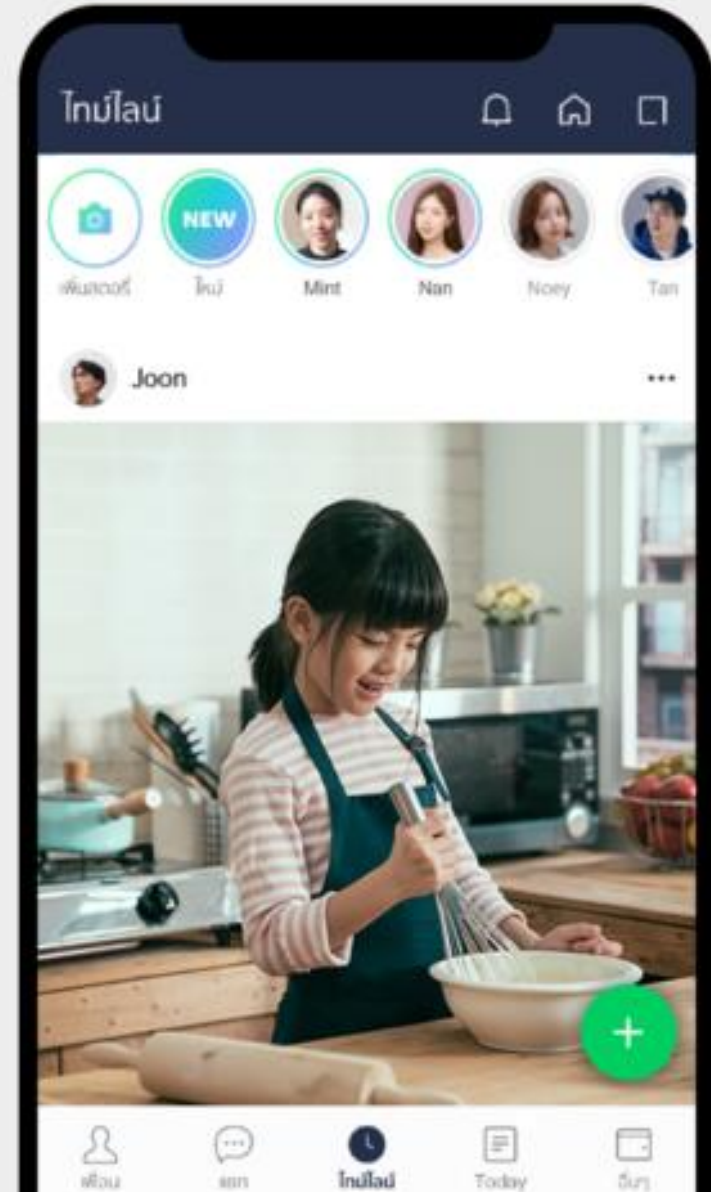 ไทม์ไลน์
เพิ่มสตอรี่
NEW
ใหม่
Mint
Nan
Noey
Tan
Joon
เพื่อน
แชท
ไทม์ไลน์
Today
อื่นๆ